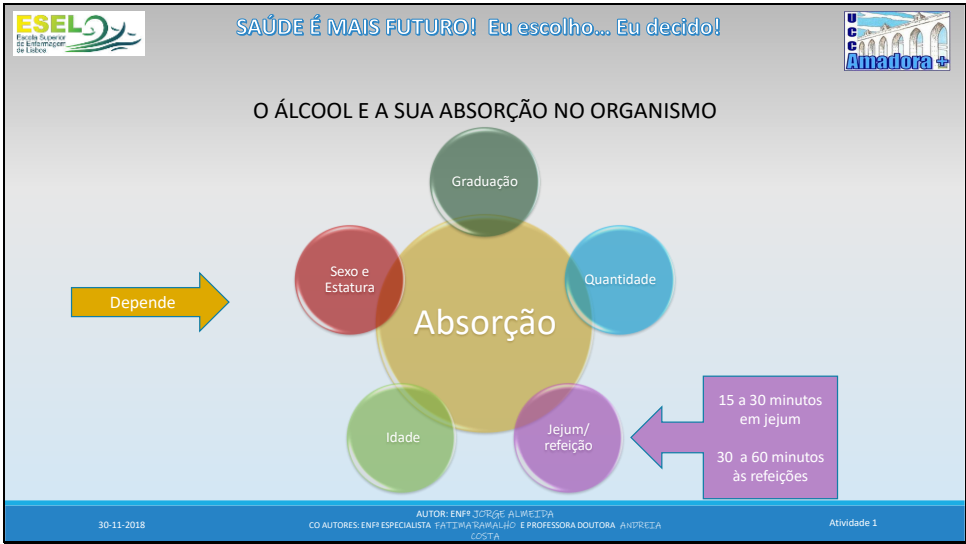 ESEL
Escola Superior
de Enfermagem
de Lisboa
SAÚDE É MAIS FUTURO! Eu escolho... Eu decido!
UCC
Amadora +
O ÁLCOOL E A SUA ABSORÇÃO NO ORGANISMO
Graduação
Sexo e
Estatura
Quantidade
Depende
Absorção
15 a 30 minutos
em jejum
30 a 60 minutos
às refeições
Idade
Jejum/
refeição
30-11-2018
AUTOR: ENFº JORGE ALMEIDA
CO AUTORES: ENFª ESPECIALISTA FATIMA RAMALHO E PROFESSORA DOUTORA ANDREIA
COSTA
Atividade 1